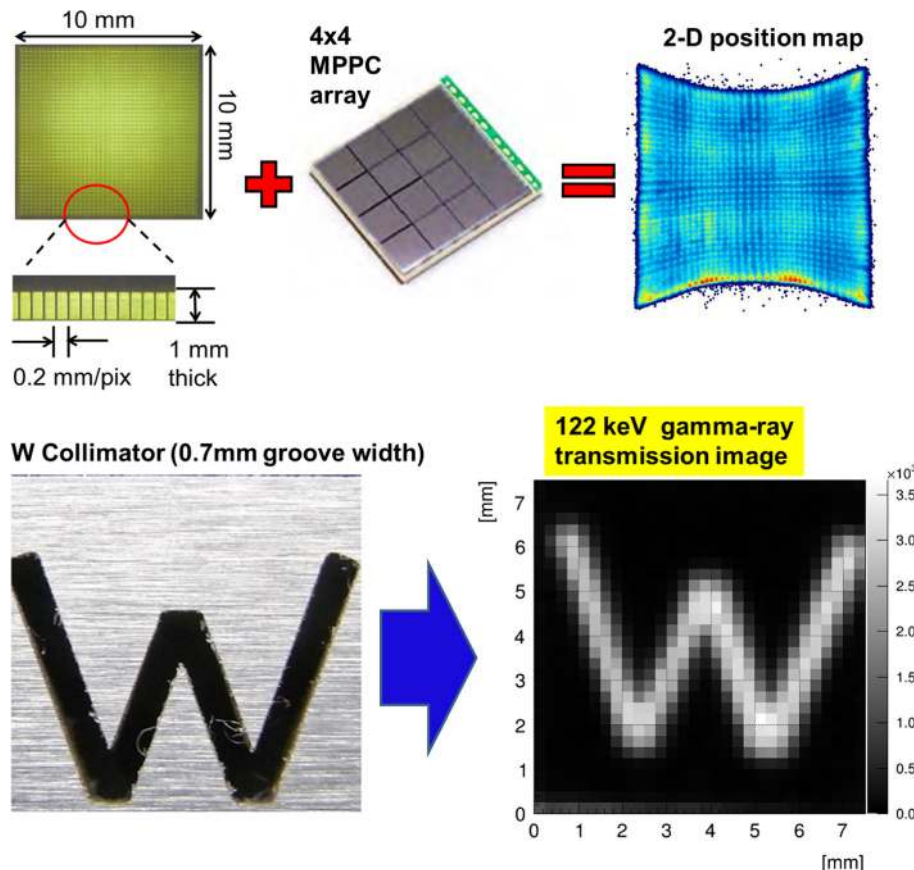 10 mm
10 mm
4x4
MPPC
array
2-D position map
0.2 mm/pix
1 mm
thick
W Collimator (0.7mm groove width)
122 keV gamma-ray
transmission image
[mm]
7
6
5
4
3
2
1
0
0 1 2 3 4 5 6 7
[mm]
3.5
3.0
2.5
2.0
1.5
1.0
0.5
0.0